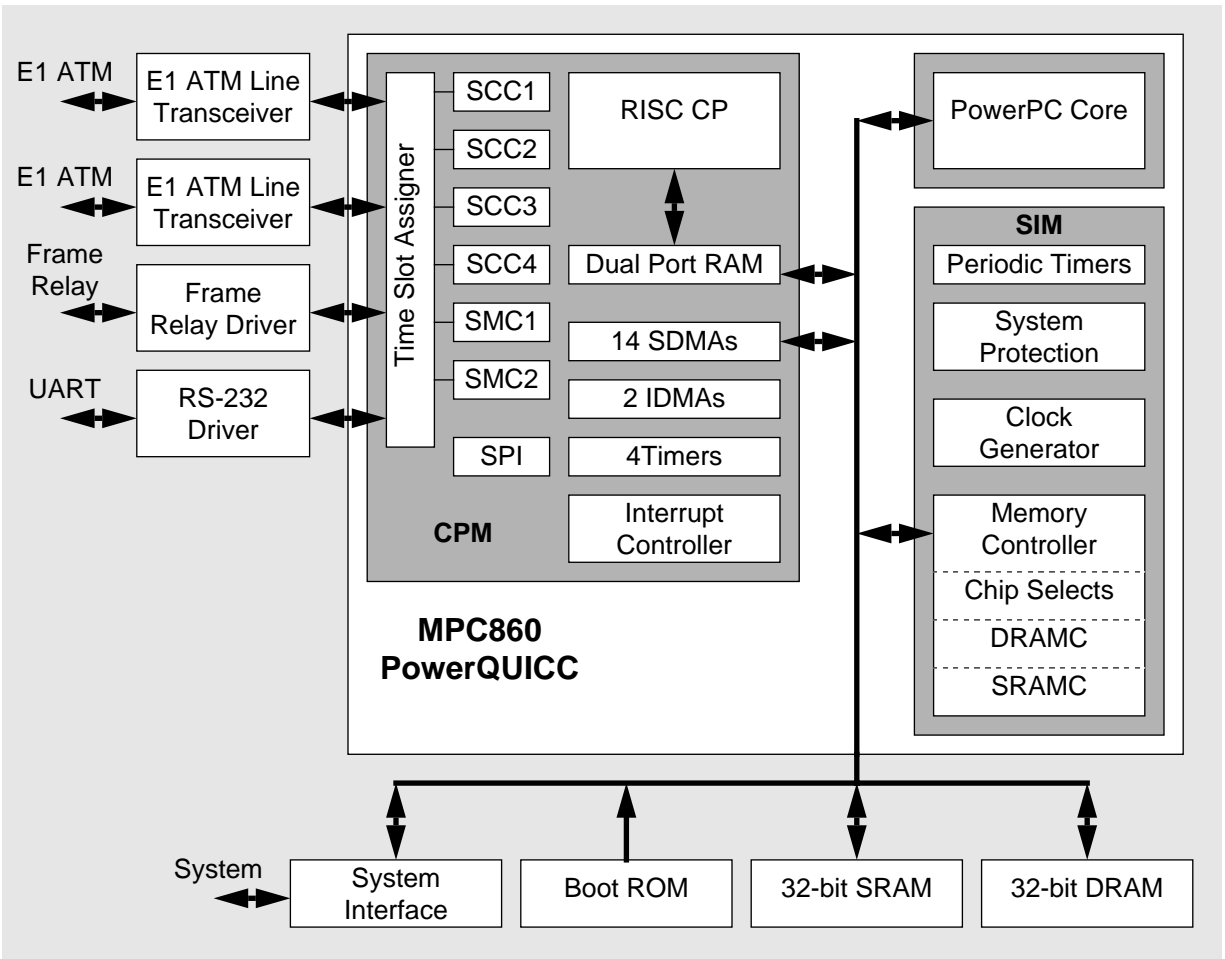 E1 ATM
E1 ATM Line
Transceiver
E1 ATM
E1 ATM Line
Transceiver
Frame
Relay
Frame
Relay Driver
UART
RS-232
Driver
Time Slot Assigner
SCC1
SCC2
SCC3
SCC4
SMC1
SMC2
SPI
CPM
RISC CP
Dual Port RAM
14 SDMAs
2 IDMAs
4Timers
Interrupt
Controller
MPC860
PowerQUICC
PowerPC Core
SIM
Periodic Timers
System
Protection
Clock
Generator
Memory
Controller
Chip Selects
DRAMC
SRAMC
System
System
Interface
Boot ROM
32-bit SRAM
32-bit DRAM